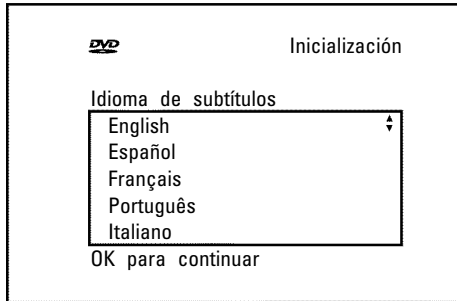 DVD Inicialización
Idioma de subtítulos
English
Español
Français
Português
Italiano
OK para continuar